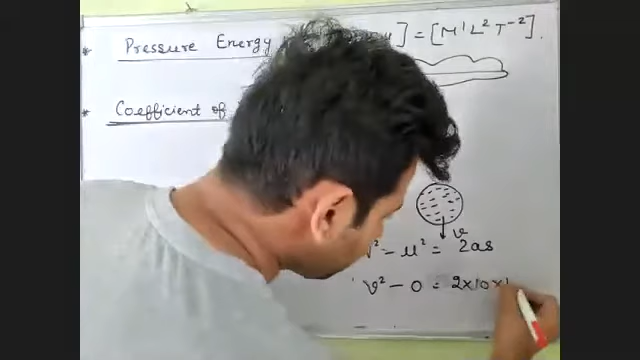 * Pressure Energy ] = [M¹L²T⁻²].
* Coefficient of
v
v² - u² = 2as
v² - 0 = 2×10×